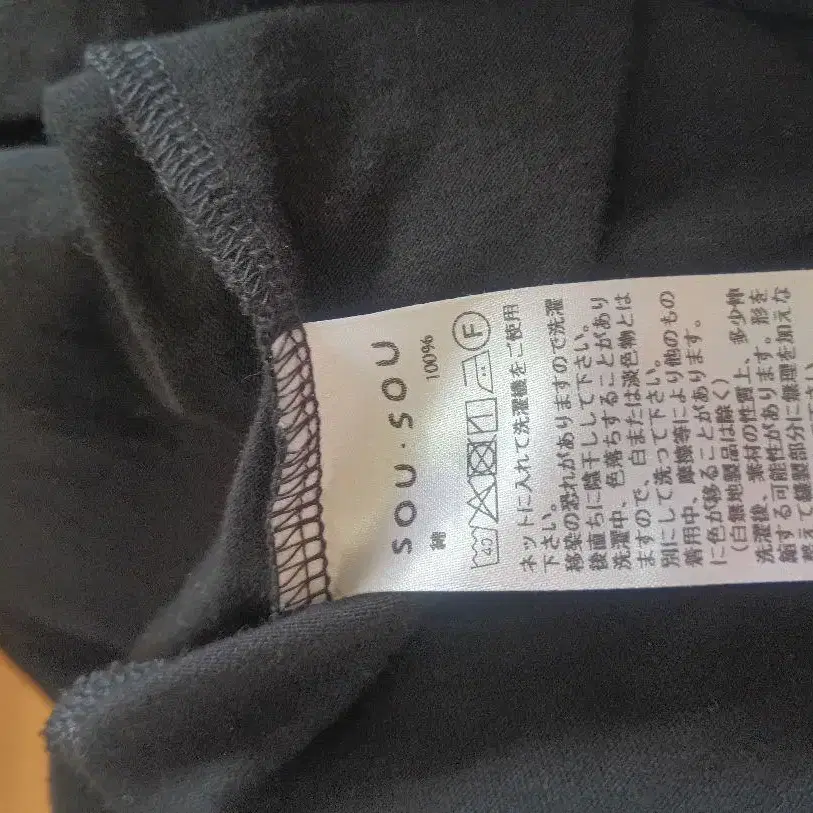 SOU・SOU
綿 100%
40 F
ネットに入れて洗濯機をご使用
下さい。
移染の恐れがありますので洗濯
後直ちに陰干しして下さい。
洗濯中、色落ちすることがあり
ますので、白または淡色物とは
別にして洗って下さい。
着用中、摩擦等により他のもの
に色が移ることがあります。
(白無地製品は除く)
洗濯後、素材の性質上、多少伸
縮する可能性があります。形を
整えて縫製部分に無理を加えな